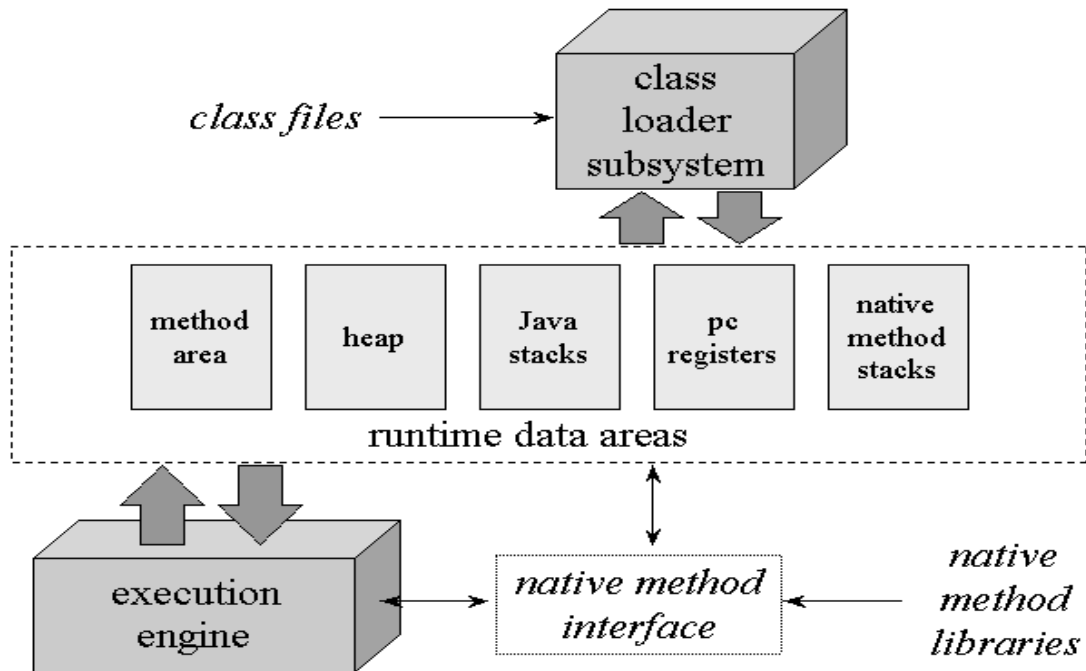 class
loader
subsystem
class files
method
area
heap
Java
stacks
pc
registers
native
method
stacks
runtime data areas
execution
engine
native method
interface
native
method
libraries